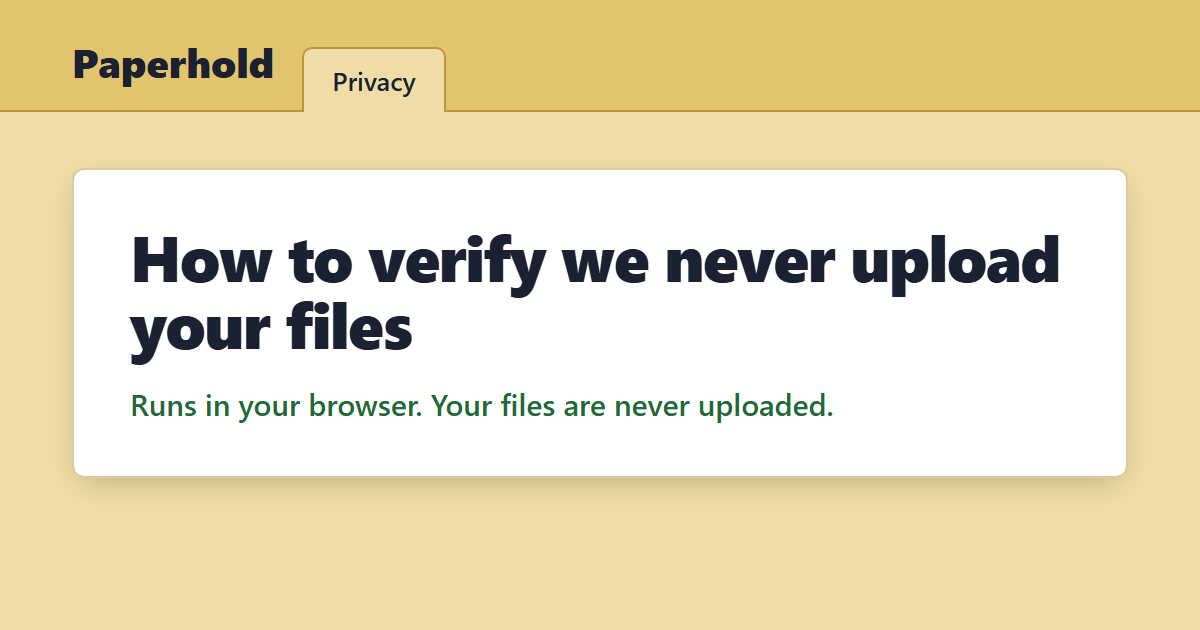 Paperhold
Privacy
How to verify we never upload
your files
Runs in your browser. Your files are never uploaded.